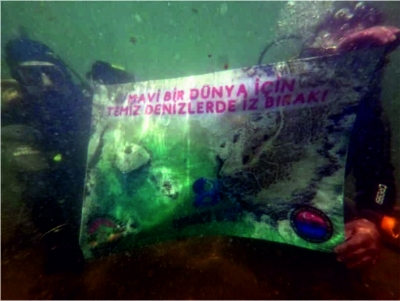 MAVİ BİR DÜNYA İÇİN
TEMİZ DENİZLERDE İZ BIRAK!